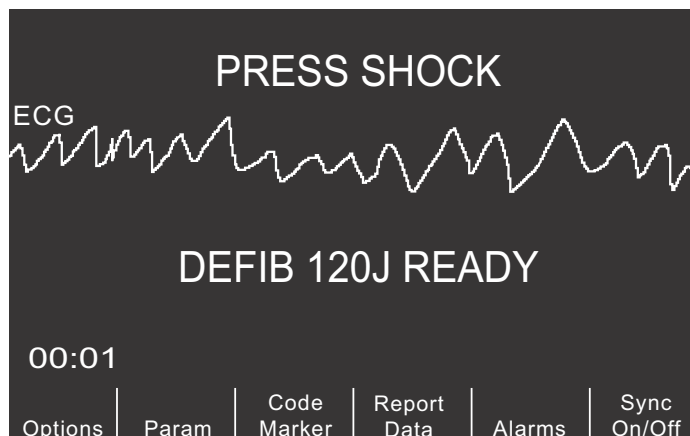 PRESS SHOCK
ECG
DEFIB 120J READY
00:01
Options
Param
Code
Marker
Report
Data
Alarms
Sync
On/Off